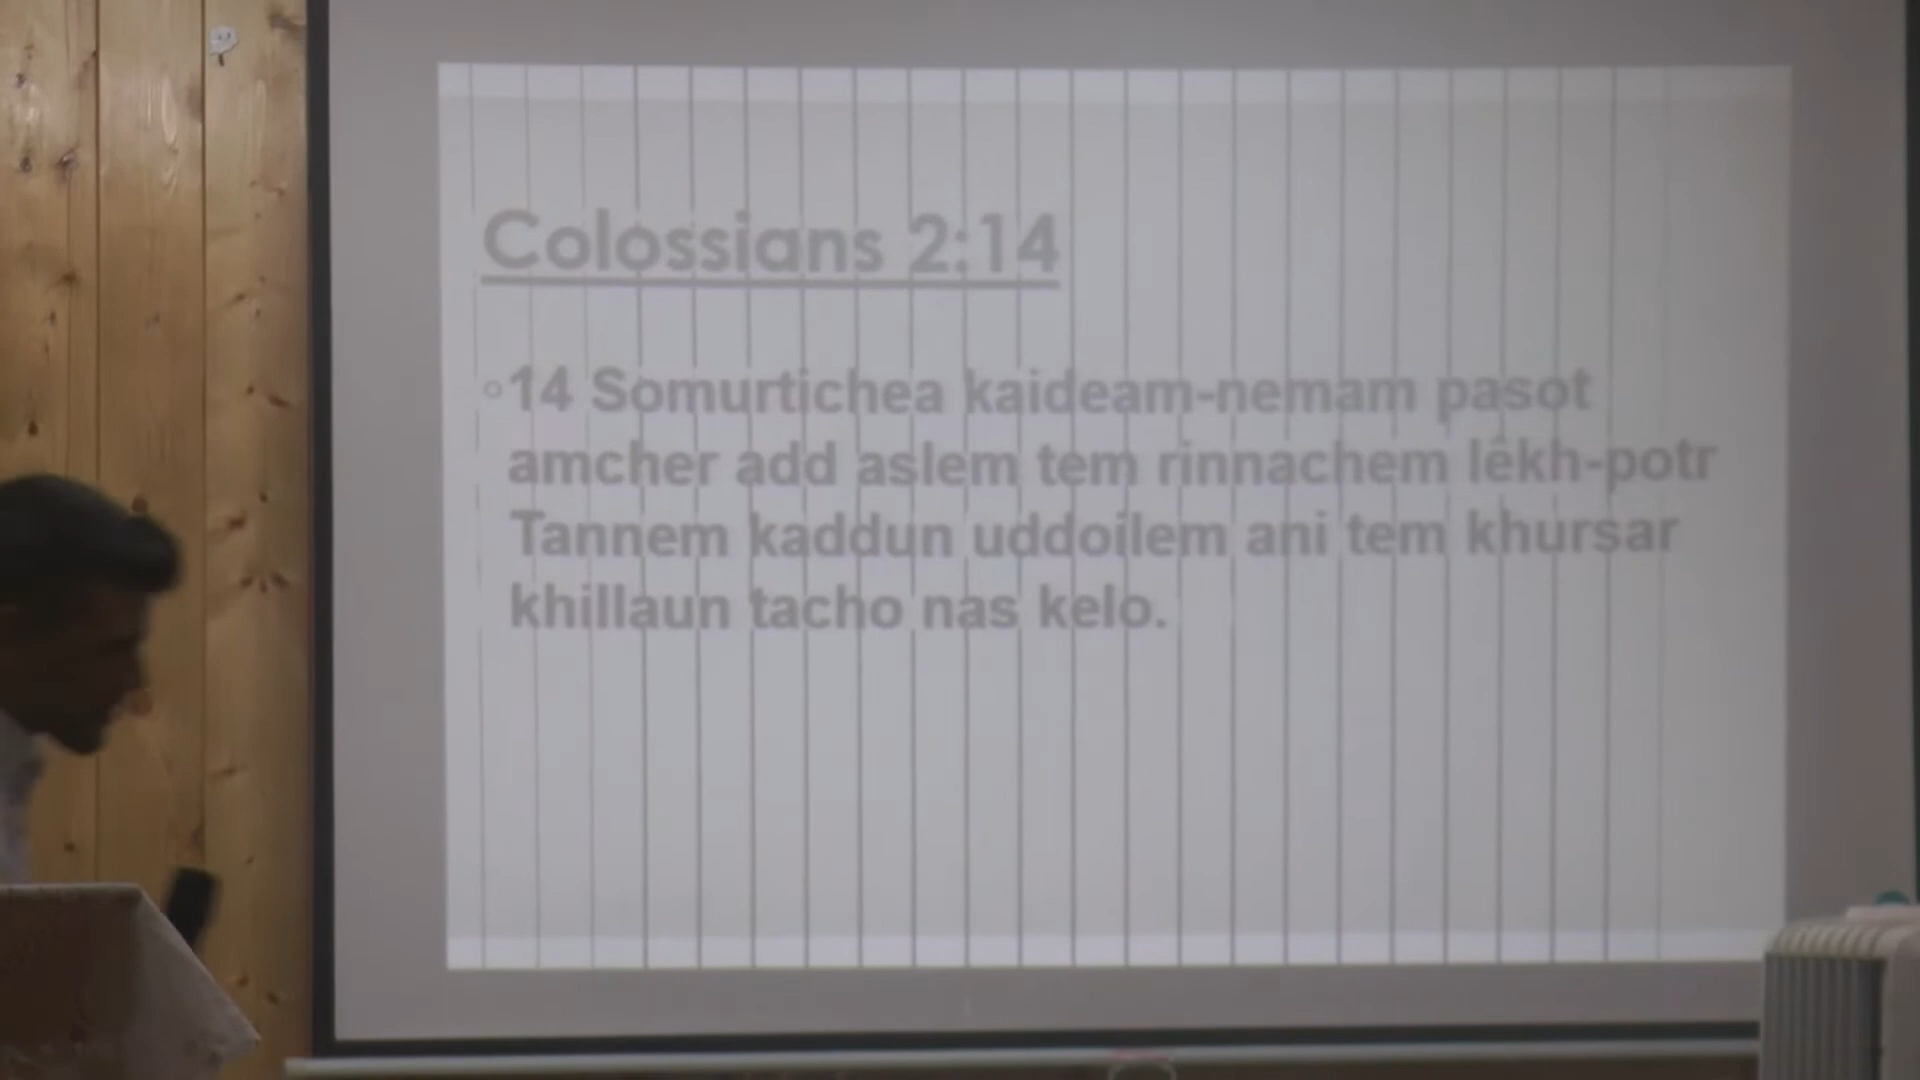 Colossians 2:14
◦14 Somurtichea kaideam-nemam pasot
amcher add aslem tem rinnachem lêkh-potr
Tannem kaddun uddoilem ani tem khursar
khillaun tacho nas kelo.